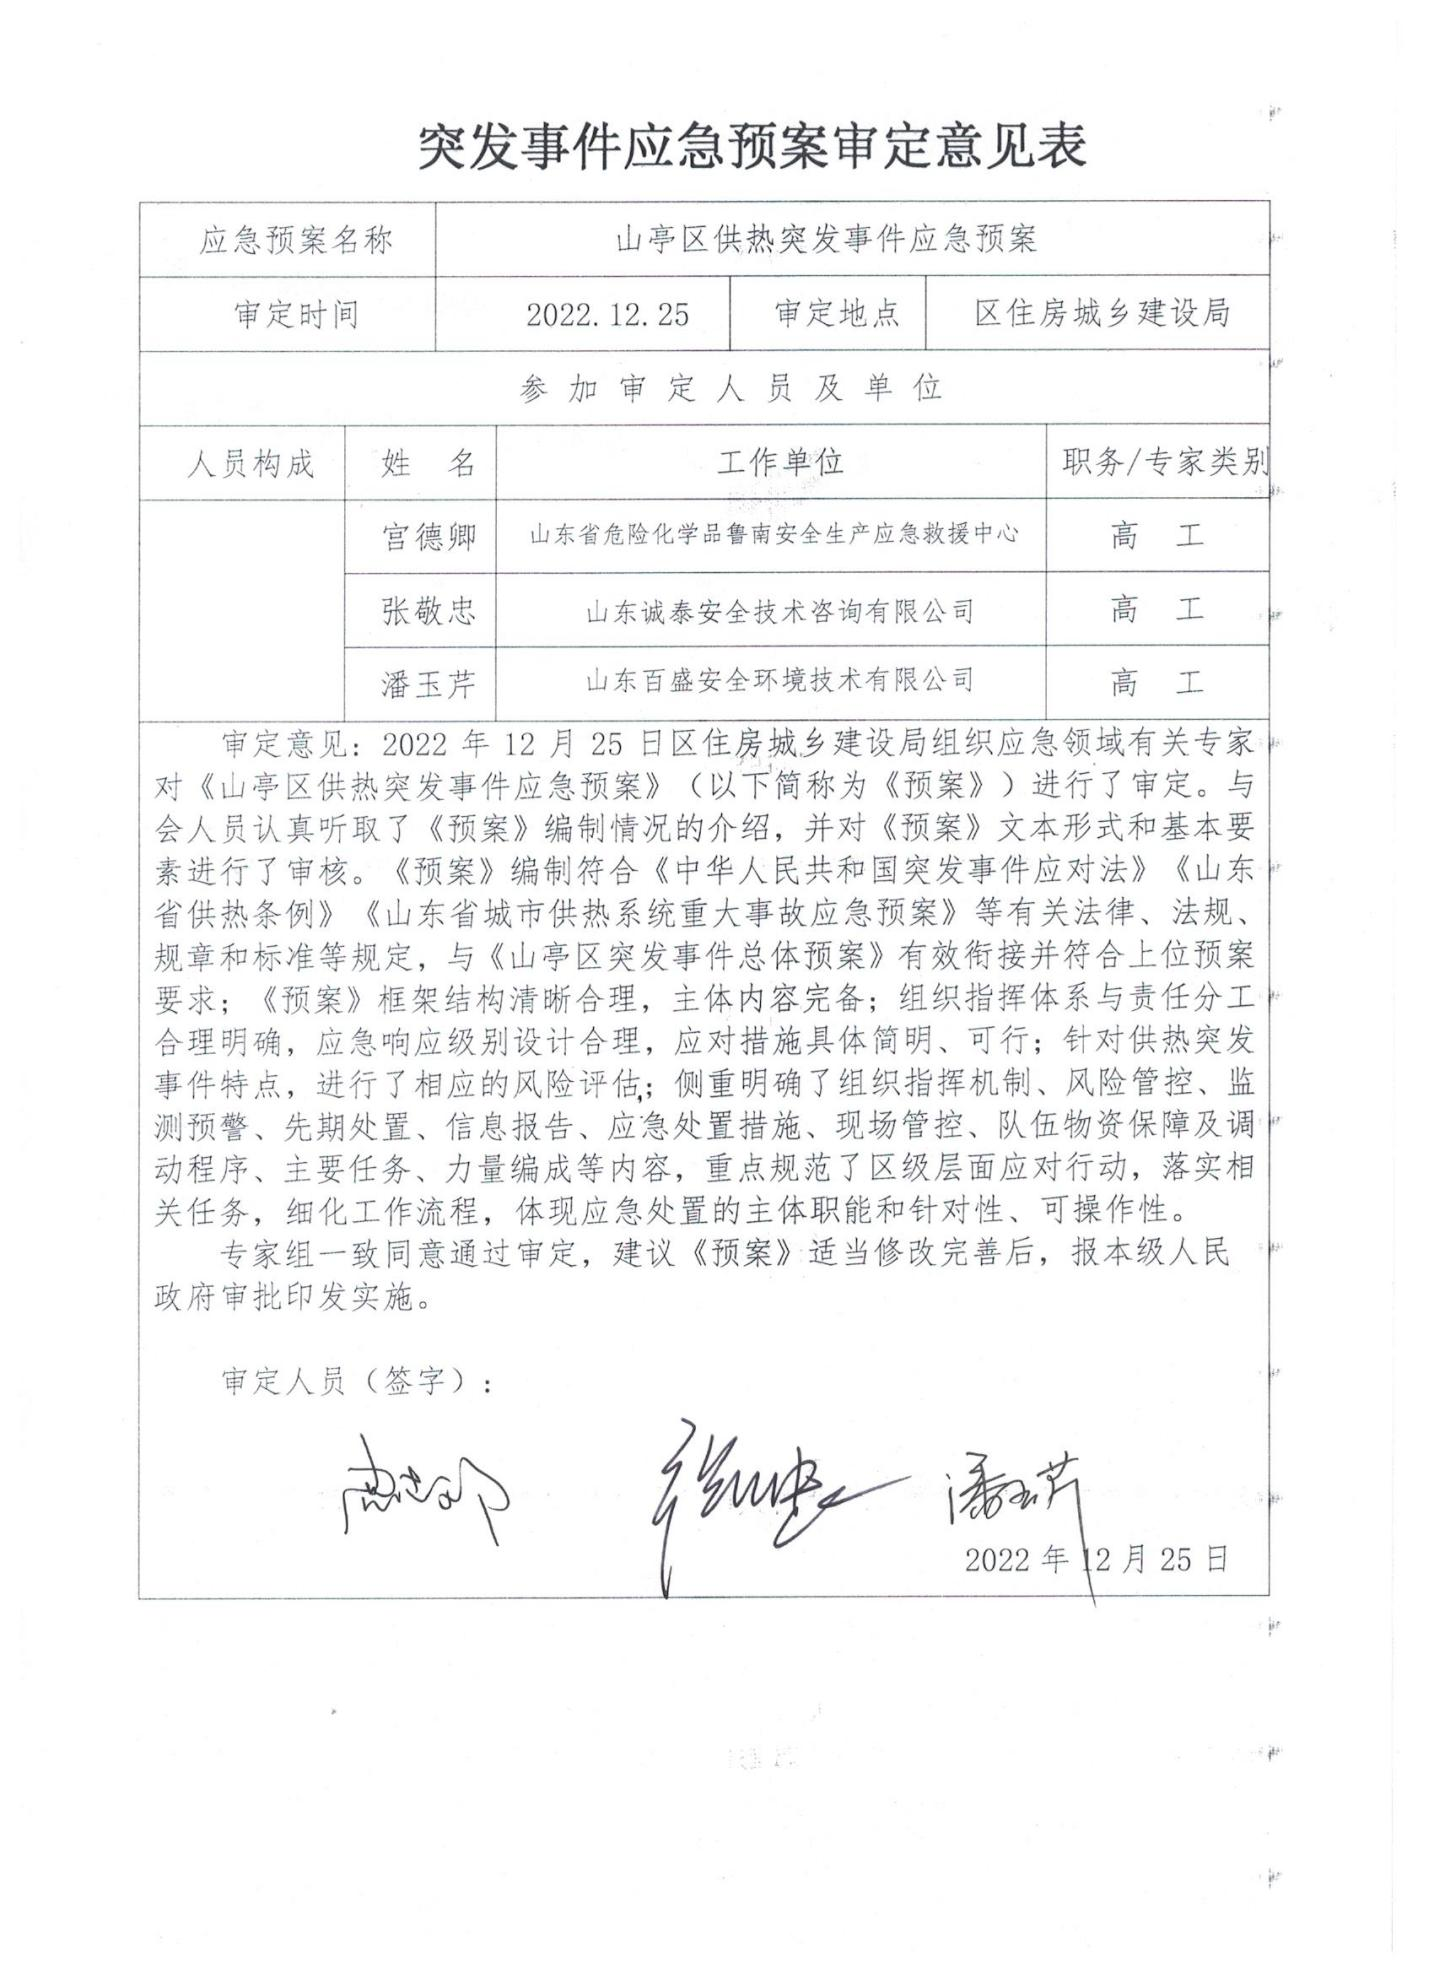 突发事件应急预案审定意见表
应急预案名称 山亭区供热突发事件应急预案
审定时间 2022.12.25 审定地点 区住房城乡建设局
参加审定人员及单位
人员构成 姓 名 工作单位 职务/专家类别
宫德卿 山东省危险化学品鲁南安全生产应急救援中心 高 工
张敬忠 山东诚泰安全技术咨询有限公司 高 工
潘玉芹 山东百盛安全环境技术有限公司 高 工
审定意见：2022 年 12 月 25 日区住房城乡建设局组织应急领域有关专家
对《山亭区供热突发事件应急预案》（以下简称为《预案》）进行了审定。与
会人员认真听取了《预案》编制情况的介绍，并对《预案》文本形式和基本要
素进行了审核。《预案》编制符合《中华人民共和国突发事件应对法》《山东
省供热条例》《山东省城市供热系统重大事故应急预案》等有关法律、法规、
规章和标准等规定，与《山亭区突发事件总体预案》有效衔接并符合上位预案
要求；《预案》框架结构清晰合理，主体内容完备；组织指挥体系与责任分工
合理明确，应急响应级别设计合理，应对措施具体简明、可行；针对供热突发
事件特点，进行了相应的风险评估；侧重明确了组织指挥机制、风险管控、监
测预警、先期处置、信息报告、应急处置措施、现场管控、队伍物资保障及调
动程序、主要任务、力量编成等内容，重点规范了区级层面应对行动，落实相
关任务，细化工作流程，体现应急处置的主体职能和针对性、可操作性。
专家组一致同意通过审定，建议《预案》适当修改完善后，报本级人民
政府审批印发实施。
审定人员（签字）：
潘玉芹
2022 年 12 月 25 日